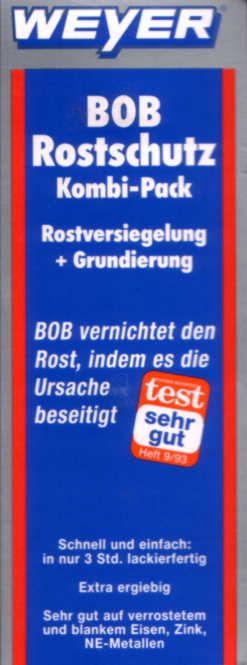 WEYER
BOB
Rostschutz
Kombi-Pack
Rostversiegelung
+ Grundierung
BOB vernichtet den
Rost, indem es die
Ursache
beseitigt
test
sehr
gut
Heft 9/93
Schnell und einfach:
in nur 3 Std. lackierfertig
Extra ergiebig
Sehr gut auf verrostetem
und blankem Eisen, Zink,
NE-Metallen